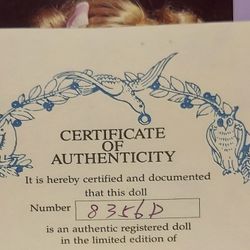 CERTIFICATE
OF
AUTHENTICITY
It is hereby certified and documented
that this doll
Number 8356D
is an authentic registered doll
in the limited edition of